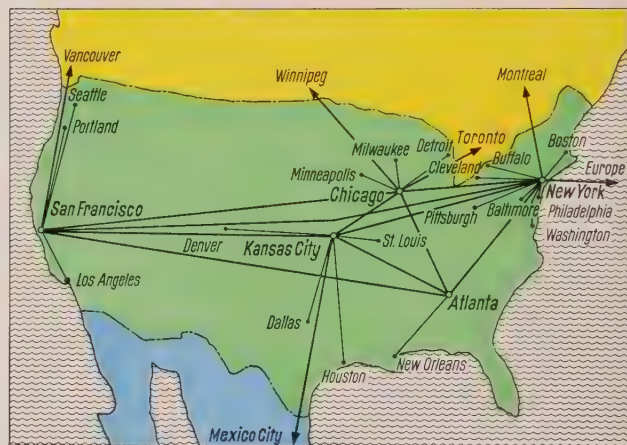 Vancouver
Seattle
Portland
Winnipeg
Montreal
Milwaukee
Detroit
Toronto
Boston
Minneapolis
Cleveland
Buffalo
Europe
Chicago
New York
San Francisco
Pittsburgh
Baltimore
Philadelphia
Denver
Kansas City
St. Louis
Washington
Los Angeles
Atlanta
Dallas
Houston
New Orleans
Mexico City